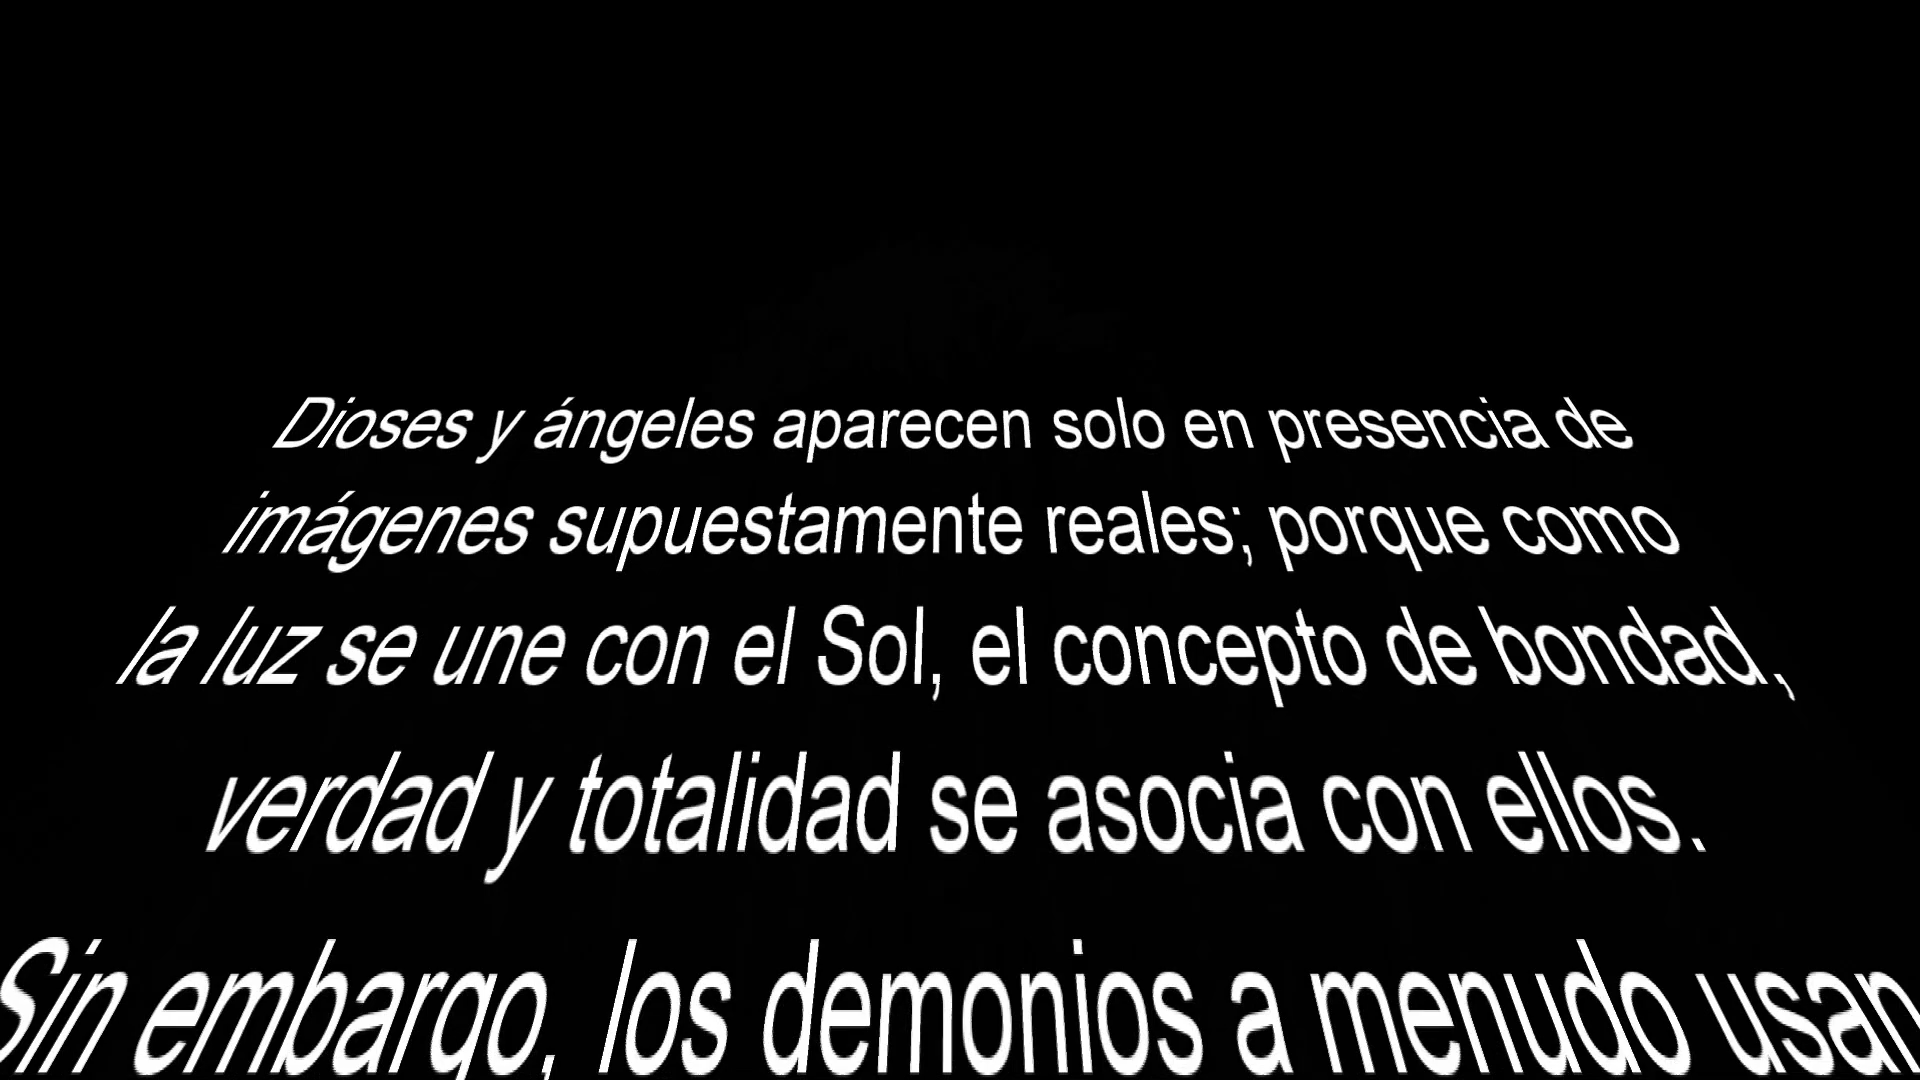 Dioses y ángeles aparecen solo en presencia de
imágenes supuestamente reales; porque como
la luz se une con el Sol, el concepto de bondad,
verdad y totalidad se asocia con ellos.
Sin embargo, los demonios a menudo usan